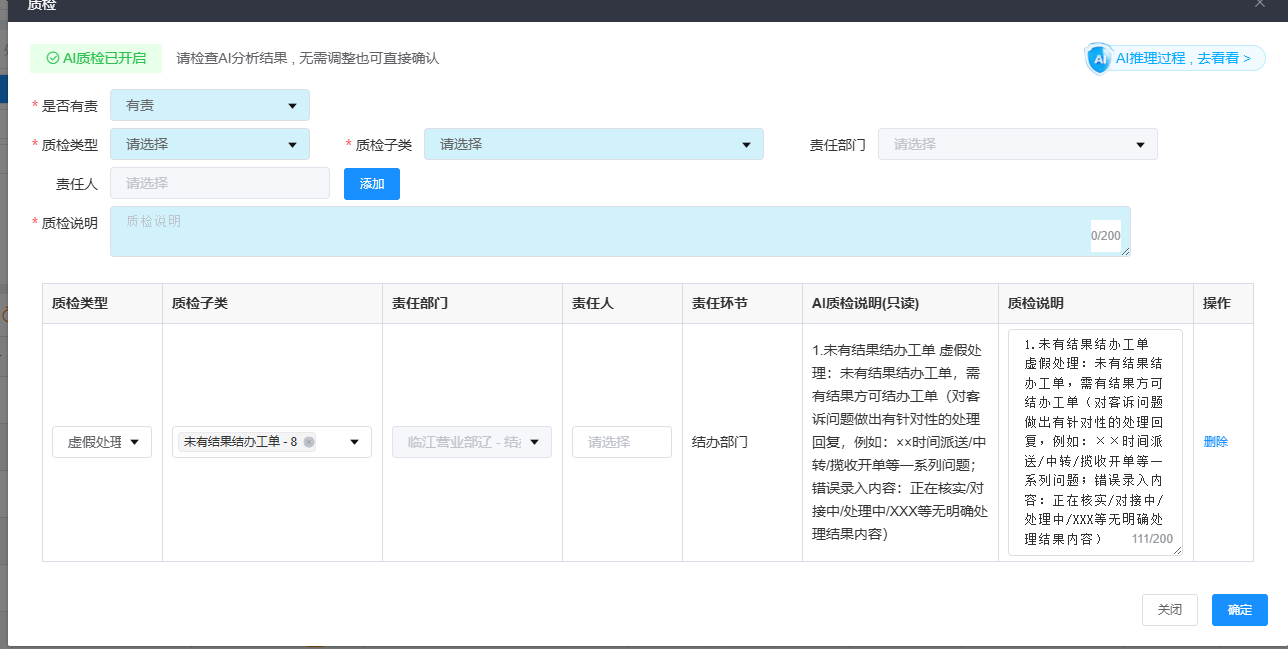 质检
AI质检已开启
请检查AI分析结果，无需调整也可直接确认
AI
AI推理过程，去看看 >
* 是否有责
有责
* 质检类型
请选择
* 质检子类
请选择
责任部门
请选择
责任人
请选择
添加
* 质检说明
质检说明
0/200
质检类型
质检子类
责任部门
责任人
责任环节
AI质检说明(只读)
质检说明
操作
虚假处理
未有结果结办工单 - 8
临江营业部辽 - 结
请选择
结办部门
1.未有结果结办工单 虚假处
理：未有结果结办工单，需
有结果方可结办工单（对客
诉问题做出有针对性的处理
回复，例如：××时间派送/中
转/揽收开单等一系列问题；
错误录入内容：正在核实/对
接中/处理中/XXX等无明确处
理结果内容）
1.未有结果结办工单
虚假处理：未有结果结
办工单，需有结果方可
结办工单（对客诉问题
做出有针对性的处理回
复，例如：××时间派
送/中转/揽收开单等一
系列问题；错误录入内
容：正在核实/对接中/
处理中/XXX等无明确处
理结果内容）
111/200
删除
关闭
确定